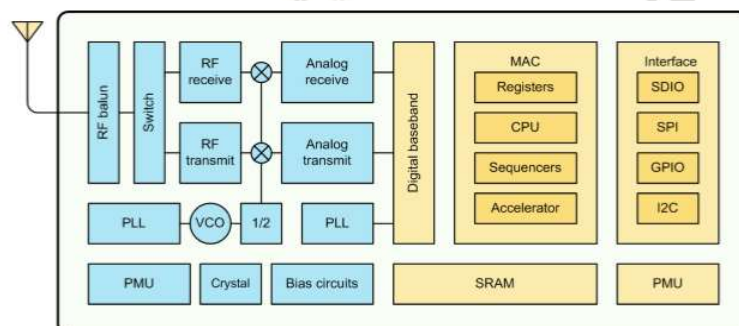 RF balun
Switch
RF
receive
RF
transmit
Analog
receive
Analog
transmit
Digital baseband
MAC
Registers
CPU
Sequencers
Accelerator
Interface
SDIO
SPI
GPIO
I2C
PLL
VCO
1/2
PLL
PMU
Crystal
Bias circuits
SRAM
PMU